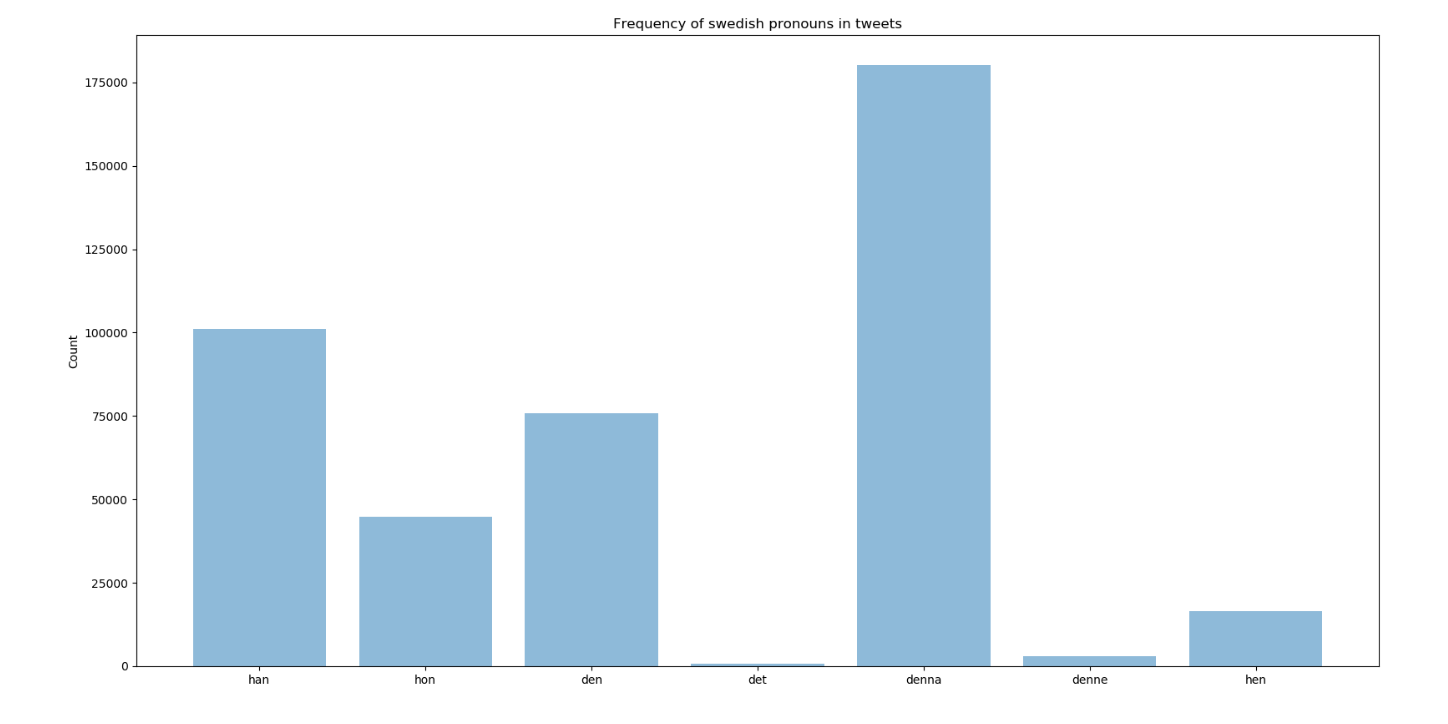 Frequency of swedish pronouns in tweets
175000
150000
125000
100000
75000
50000
25000
0
Count
han hon den det denna denne hen